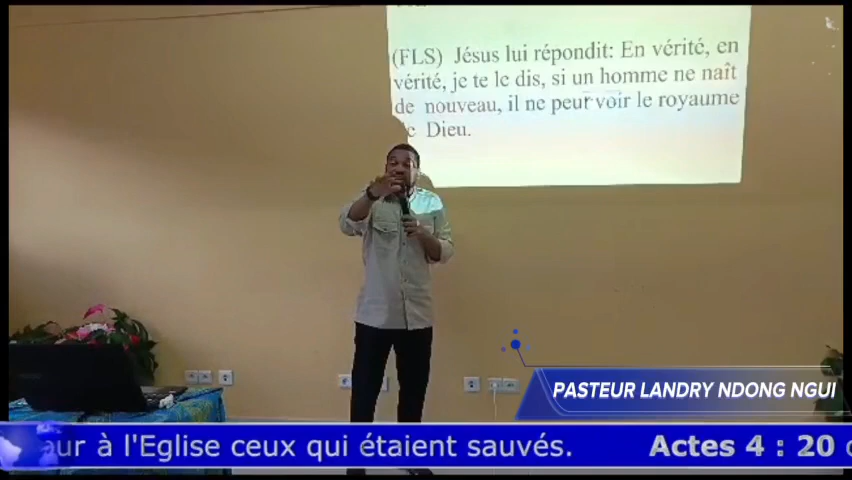 (FLS) Jésus lui répondit: En vérité, en
vérité, je te le dis, si un homme ne naît
de nouveau, il ne peut voir le royaume
Dieu.
PASTEUR LANDRY NDONG NGUI
à l'Eglise ceux qui étaient sauvés. Actes 4 : 20